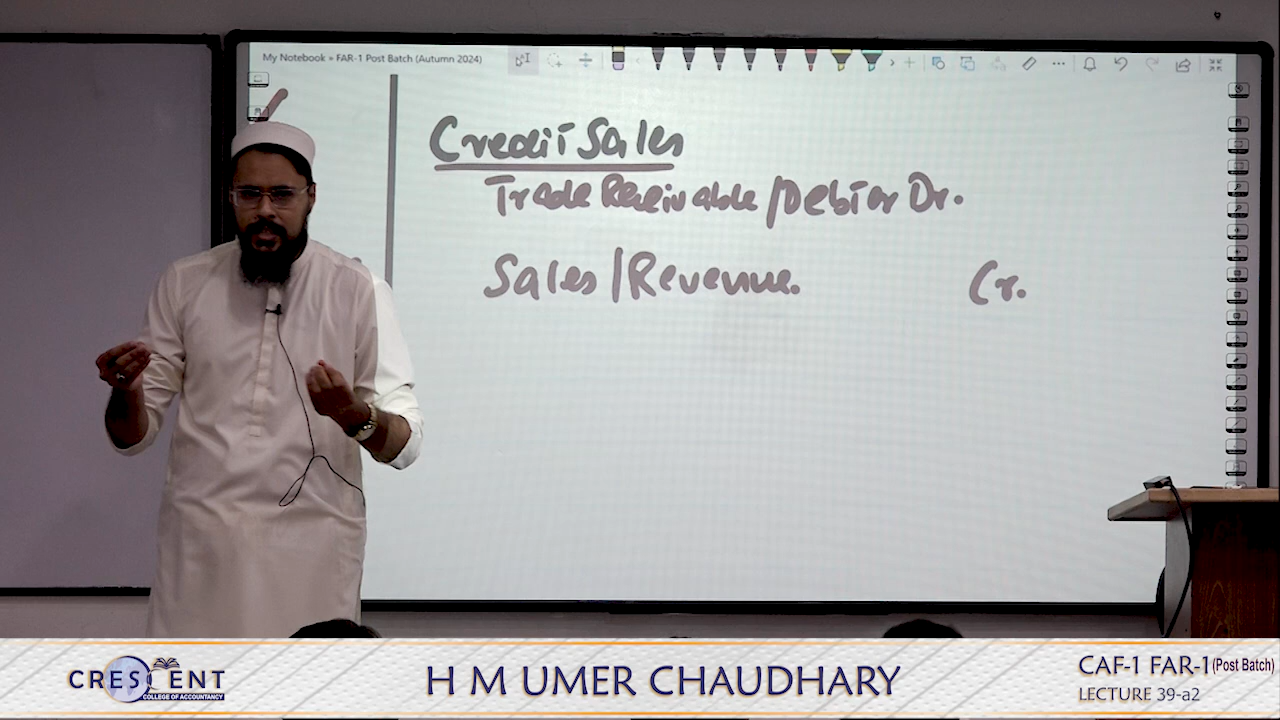 My Notebook » FAR-1 Post Batch (Autumn 2024)
Credit Sales
Trade Receivable/Debtor Dr.
Sales/Revenue. Cr.
CRESCENT
COLLEGE OF ACCOUNTANCY
H M UMER CHAUDHARY
CAF-1 FAR-1(Post Batch)
LECTURE 39-a2